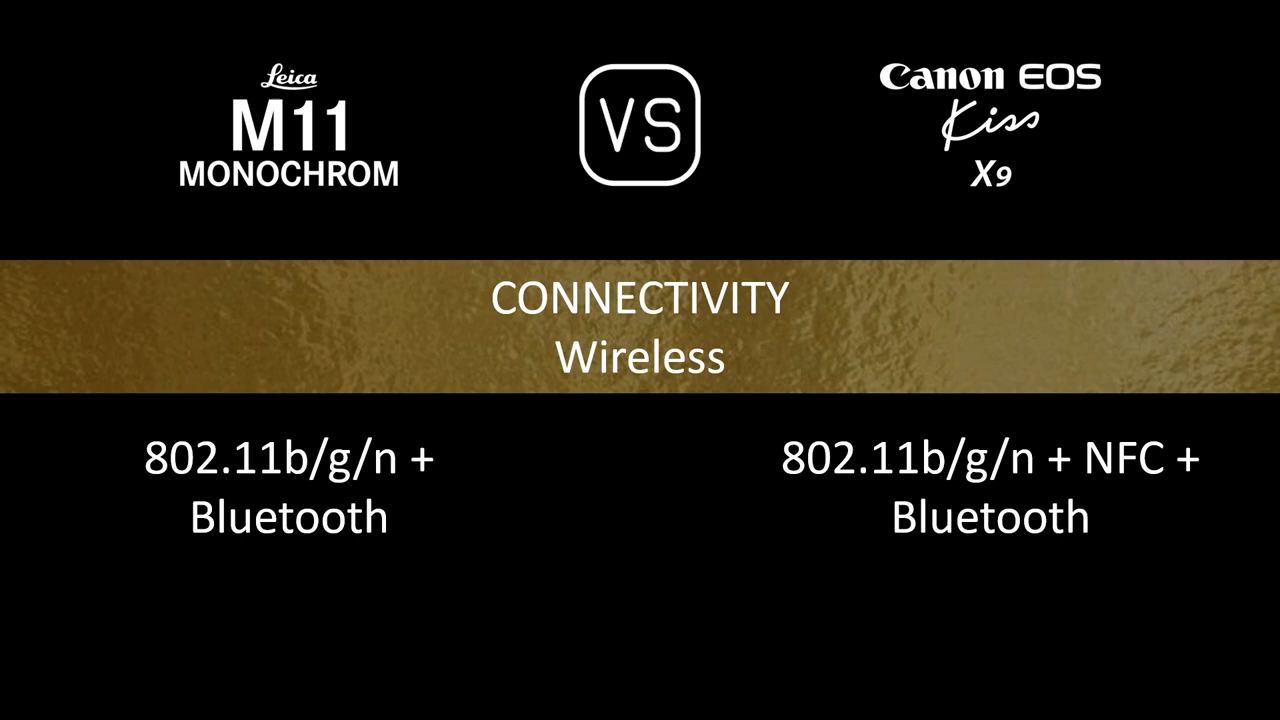 Leica
M11
MONOCHROM
VS
Canon EOS
Kiss
X9
CONNECTIVITY
Wireless
802.11b/g/n +
Bluetooth
802.11b/g/n + NFC +
Bluetooth